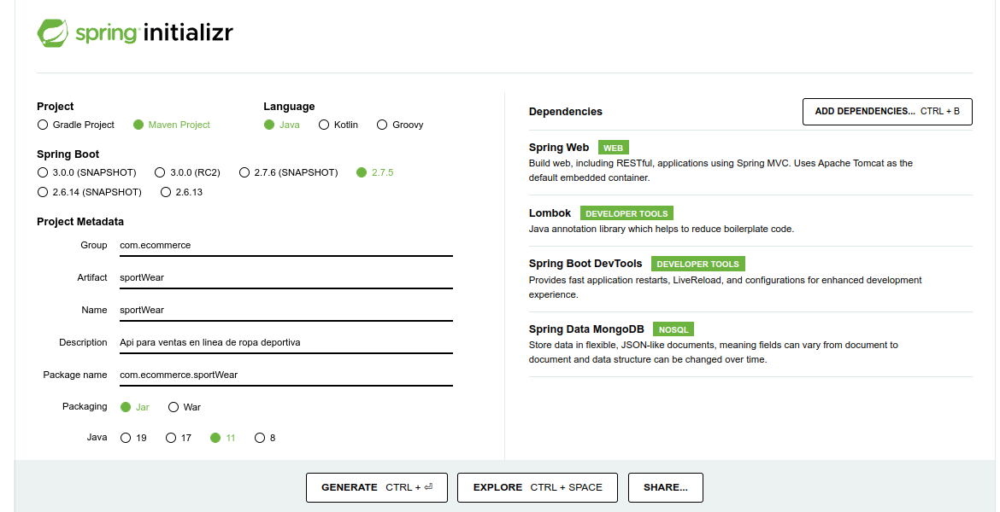 spring initializr
Project
Gradle Project Maven Project
Language
Java Kotlin Groovy
Spring Boot
3.0.0 (SNAPSHOT) 3.0.0 (RC2) 2.7.6 (SNAPSHOT) 2.7.5
2.6.14 (SNAPSHOT) 2.6.13
Project Metadata
Group com.ecommerce
Artifact sportWear
Name sportWear
Description Api para ventas en linea de ropa deportiva
Package name com.ecommerce.sportWear
Packaging Jar War
Java 19 17 11 8
Dependencies
ADD DEPENDENCIES... CTRL + B
Spring Web WEB
Build web, including RESTful, applications using Spring MVC. Uses Apache Tomcat as the
default embedded container.
Lombok DEVELOPER TOOLS
Java annotation library which helps to reduce boilerplate code.
Spring Boot DevTools DEVELOPER TOOLS
Provides fast application restarts, LiveReload, and configurations for enhanced development
experience.
Spring Data MongoDB NOSQL
Store data in flexible, JSON-like documents, meaning fields can vary from document to
document and data structure can be changed over time.
GENERATE CTRL + ⏎
EXPLORE CTRL + SPACE
SHARE...